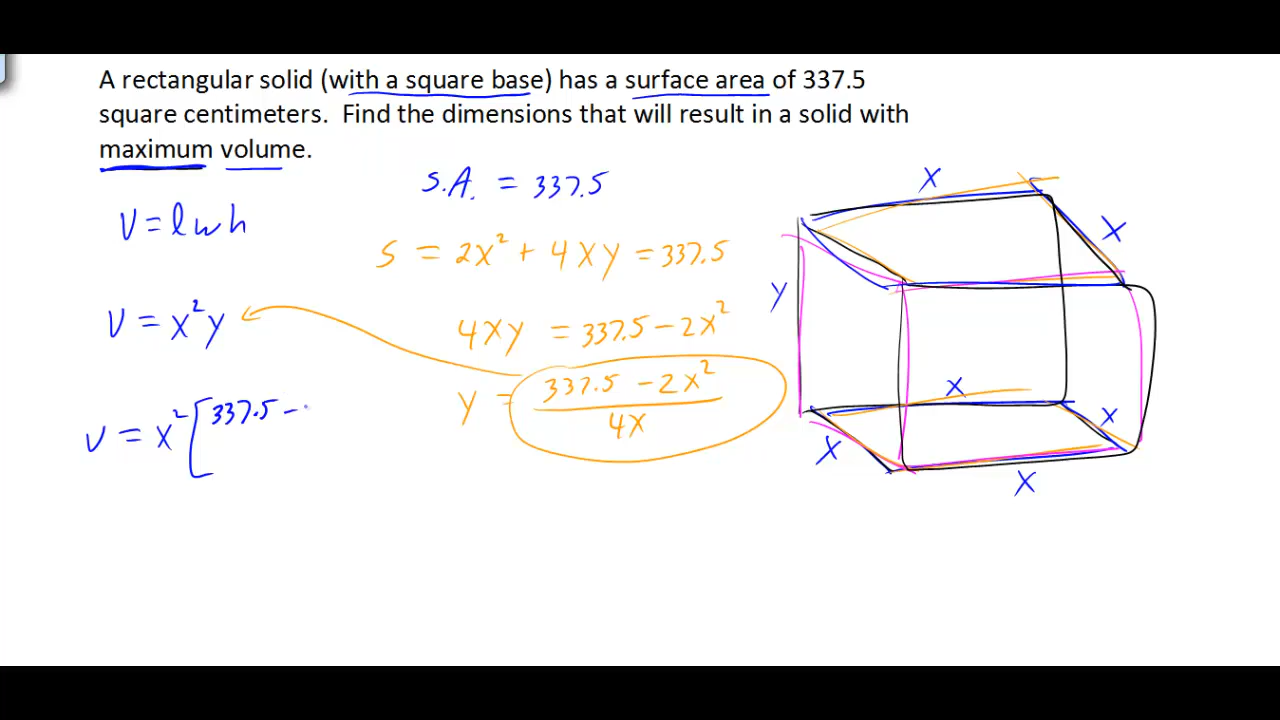 A rectangular solid (with a square base) has a surface area of 337.5
square centimeters. Find the dimensions that will result in a solid with
maximum volume.
S.A. = 337.5
V = lwh
S = 2x² + 4xy = 337.5
V = x²y
4xy = 337.5 - 2x²
y = (337.5 - 2x²)/(4x)
V = x² [337.5 -
x
x
y
x
x
x
x